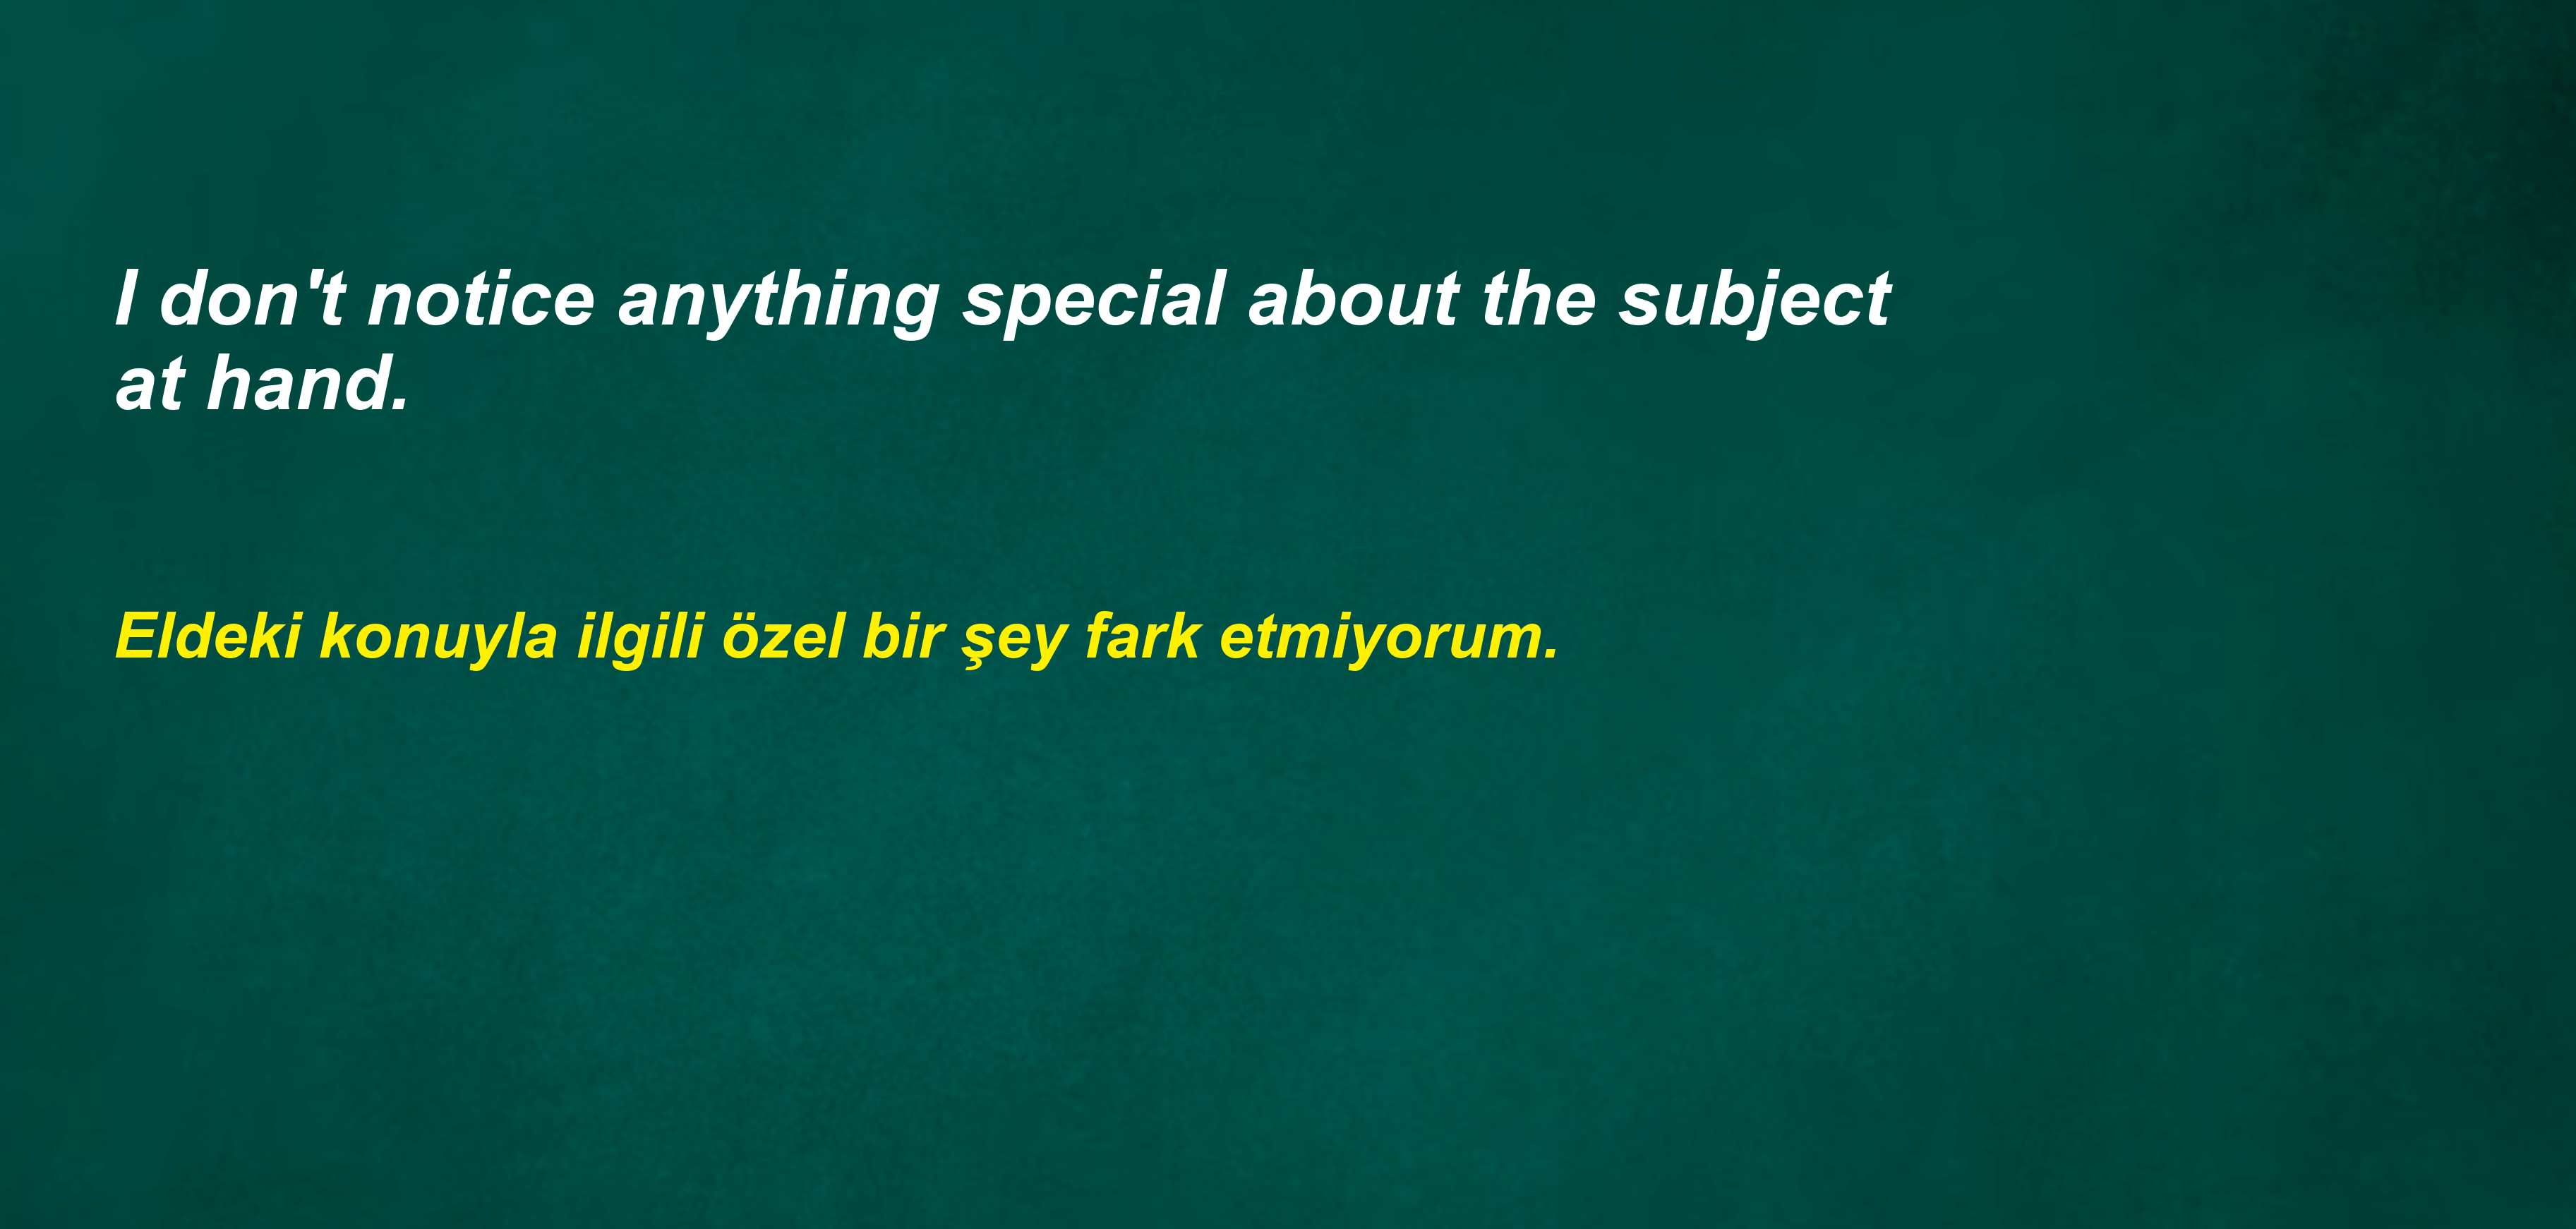 I don't notice anything special about the subject
at hand.
Eldeki konuyla ilgili özel bir şey fark etmiyorum.